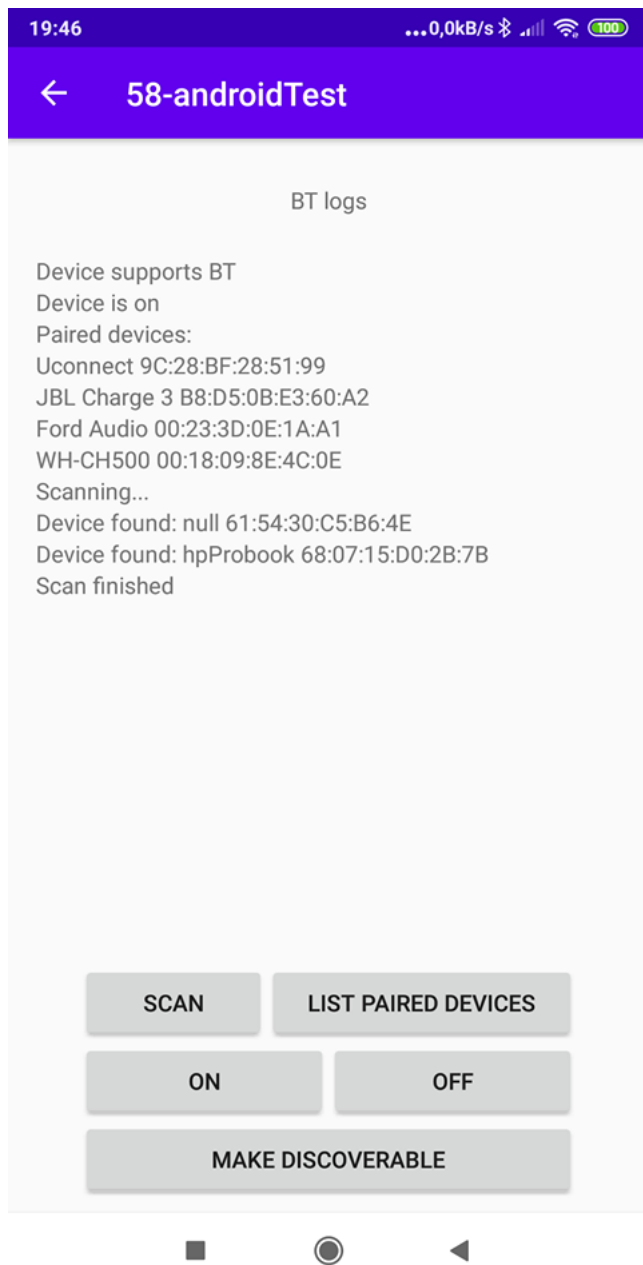 19:46 ...0,0kB/s 100
58-androidTest
BT logs
Device supports BT
Device is on
Paired devices:
Uconnect 9C:28:BF:28:51:99
JBL Charge 3 B8:D5:0B:E3:60:A2
Ford Audio 00:23:3D:0E:1A:A1
WH-CH500 00:18:09:8E:4C:0E
Scanning...
Device found: null 61:54:30:C5:B6:4E
Device found: hpProbook 68:07:15:D0:2B:7B
Scan finished
SCAN LIST PAIRED DEVICES
ON OFF
MAKE DISCOVERABLE